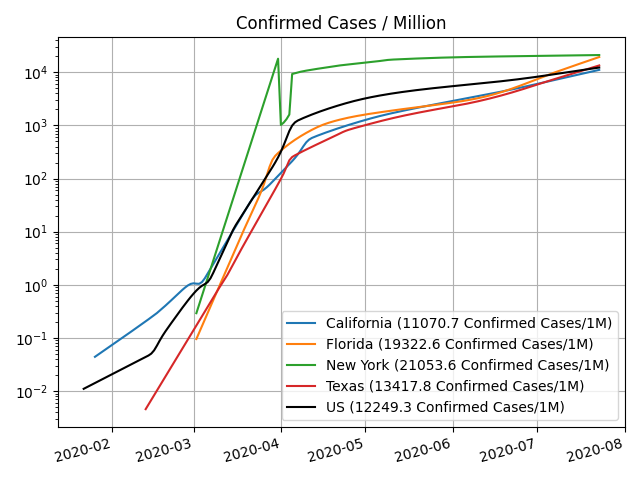 Confirmed Cases / Million
10^4
10^3
10^2
10^1
10^0
10^-1
10^-2
California (11070.7 Confirmed Cases/1M)
Florida (19322.6 Confirmed Cases/1M)
New York (21053.6 Confirmed Cases/1M)
Texas (13417.8 Confirmed Cases/1M)
US (12249.3 Confirmed Cases/1M)
2020-02 2020-03 2020-04 2020-05 2020-06 2020-07 2020-08